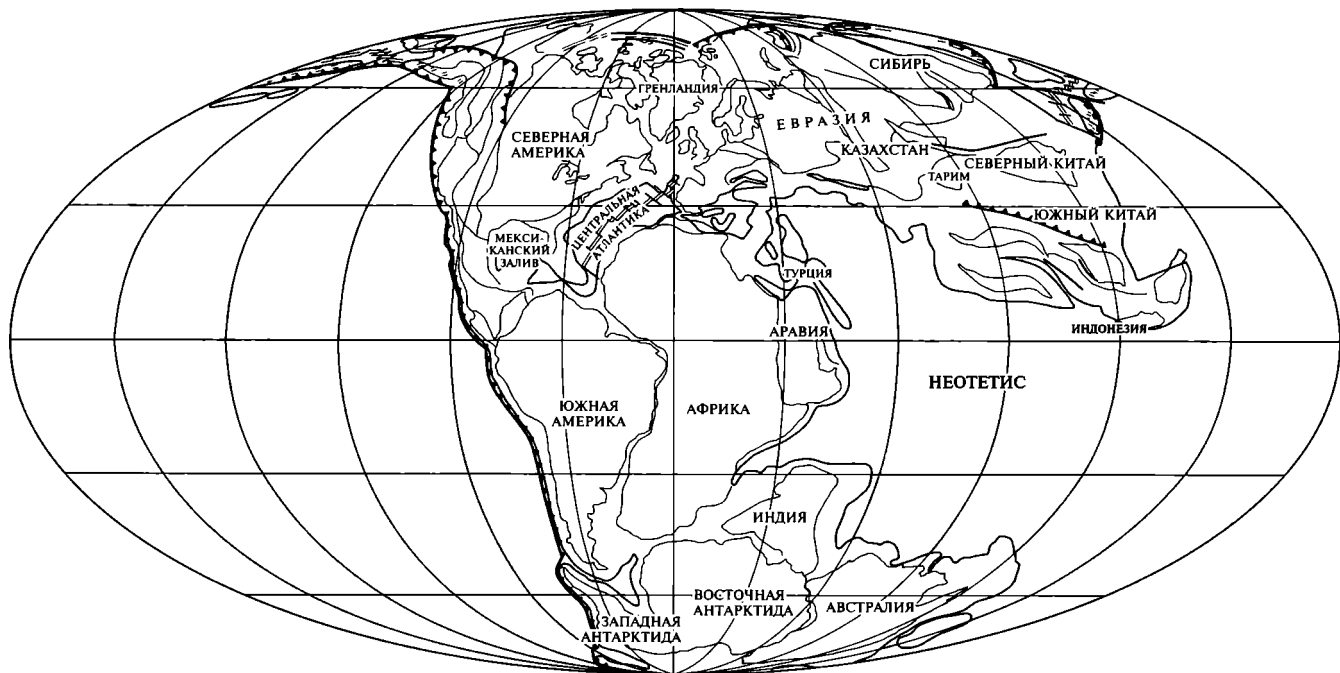 СИБИРЬ
ГРЕНЛАНДИЯ
ЕВРАЗИЯ
СЕВЕРНАЯ
АМЕРИКА
КАЗАХСТАН
СЕВЕРНЫЙ КИТАЙ
ТАРИМ
ЮЖНЫЙ КИТАЙ
ЦЕНТРАЛЬНАЯ
АТЛАНТИКА
МЕКСИ-
КАНСКИЙ
ЗАЛИВ
ТУРЦИЯ
АРАВИЯ
ИНДОНЕЗИЯ
НЕОТЕТИС
ЮЖНАЯ
АМЕРИКА
АФРИКА
ИНДИЯ
ВОСТОЧНАЯ
АНТАРКТИДА
АВСТРАЛИЯ
ЗАПАДНАЯ
АНТАРКТИДА